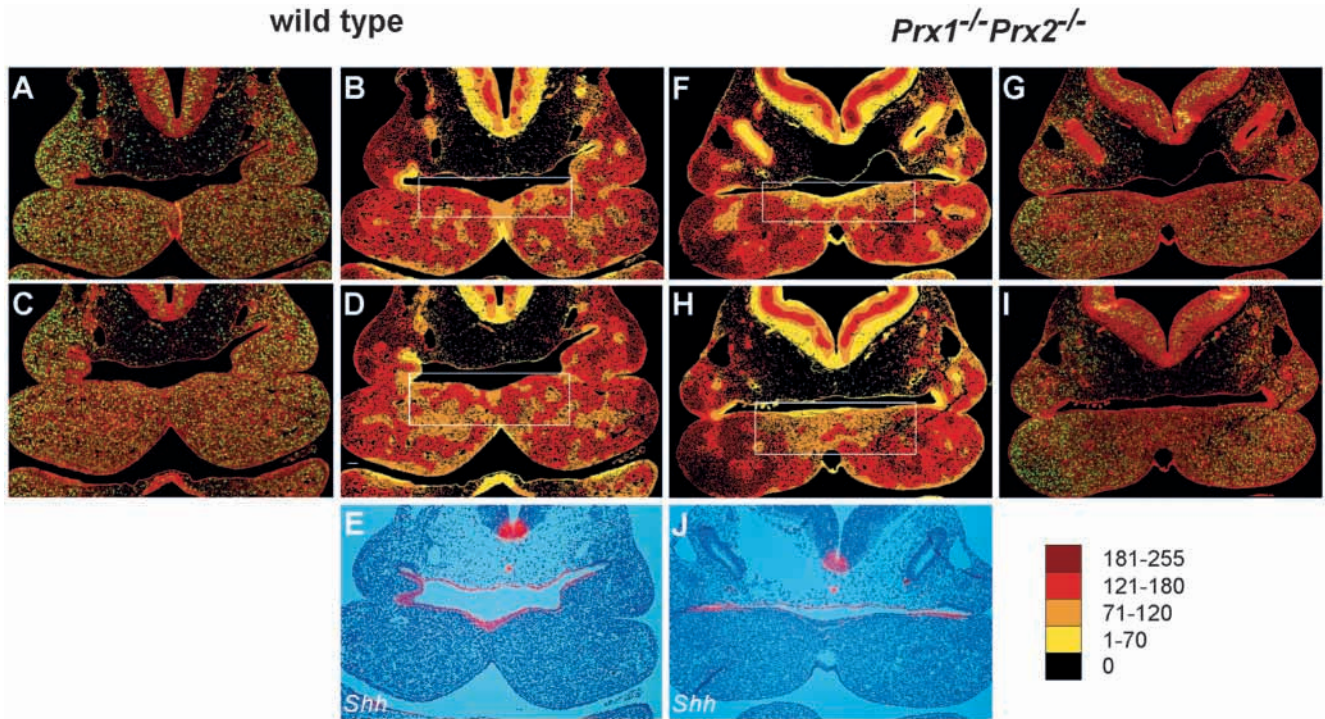 wild type
Prx1-/-Prx2-/-
A
B
F
G
C
D
H
I
E
J
Shh
Shh
181-255
121-180
71-120
1-70
0